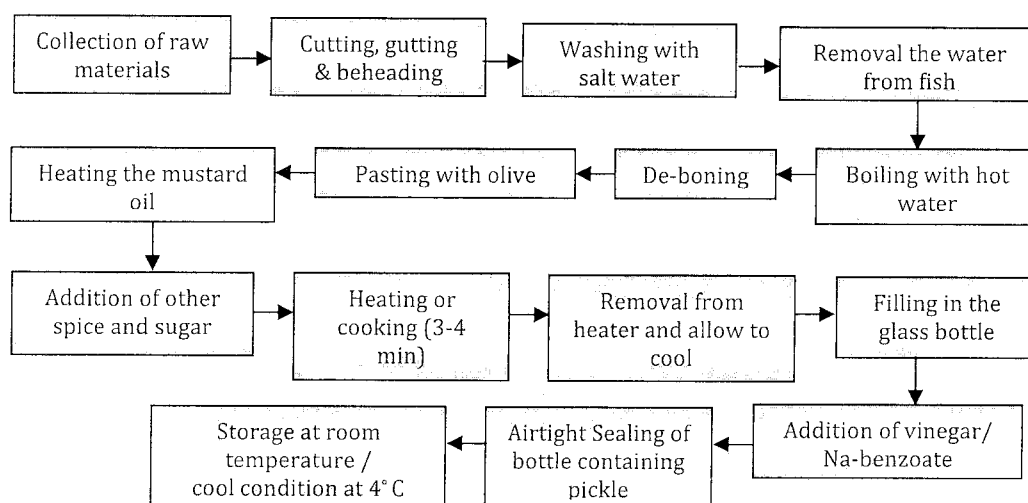 Collection of raw
materials
Cutting, gutting
& beheading
Washing with
salt water
Removal the water
from fish
Boiling with hot
water
De-boning
Pasting with olive
Heating the mustard
oil
Addition of other
spice and sugar
Heating or
cooking (3-4
min)
Removal from
heater and allow to
cool
Filling in the
glass bottle
Addition of vinegar/
Na-benzoate
Airtight Sealing of
bottle containing
pickle
Storage at room
temperature /
cool condition at 4° C